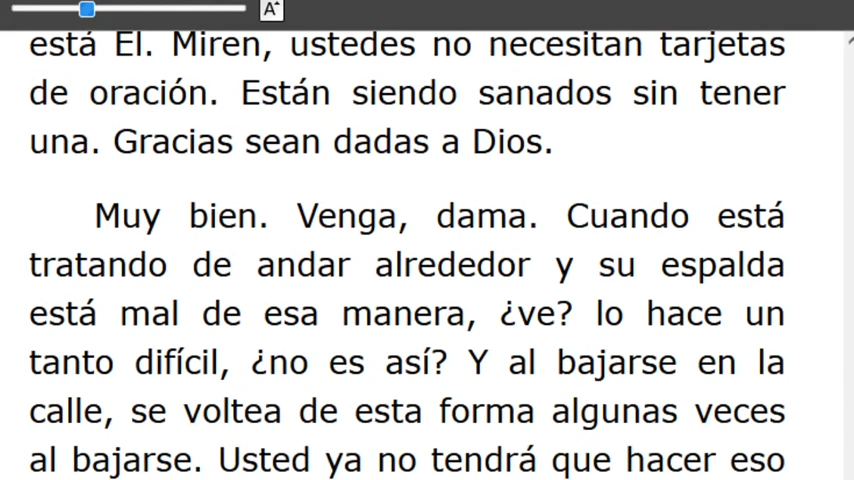 A
está El. Miren, ustedes no necesitan tarjetas
de oración. Están siendo sanados sin tener
una. Gracias sean dadas a Dios.
Muy bien. Venga, dama. Cuando está
tratando de andar alrededor y su espalda
está mal de esa manera, ¿ve? lo hace un
tanto difícil, ¿no es así? Y al bajarse en la
calle, se voltea de esta forma algunas veces
al bajarse. Usted ya no tendrá que hacer eso